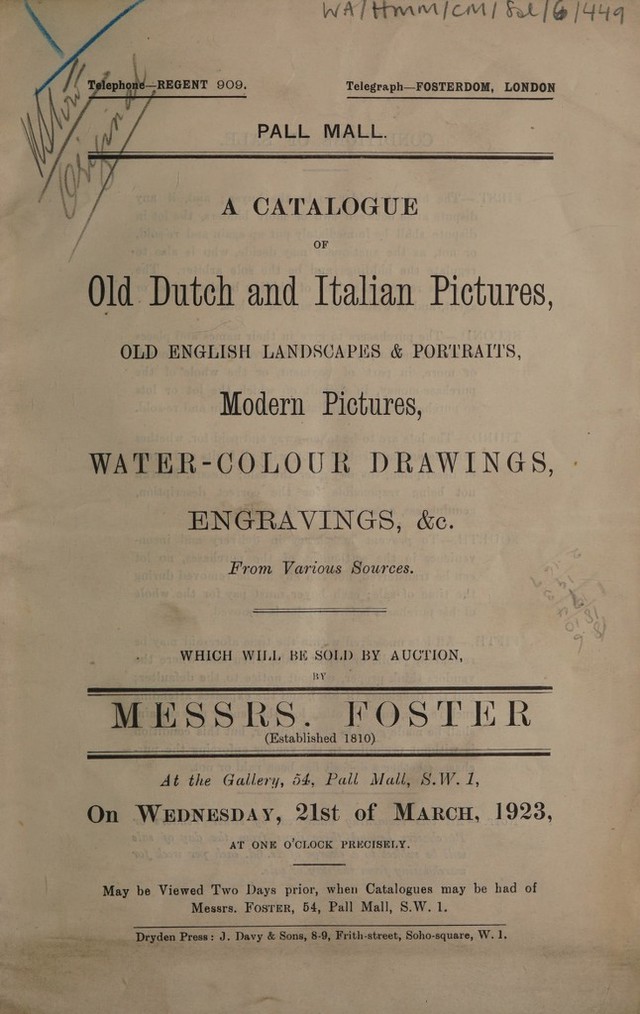 WA/HMM/CM/Sal/6/449
Telephone—REGENT 909.
Telegraph—FOSTERDOM, LONDON
PALL MALL.
A CATALOGUE
OF
Old Dutch and Italian Pictures,
OLD ENGLISH LANDSCAPES & PORTRAITS,
Modern Pictures,
WATER-COLOUR DRAWINGS,
ENGRAVINGS, &c.
From Various Sources.
WHICH WILL BE SOLD BY AUCTION,
BY
MESSRS. FOSTER
(Established 1810)
At the Gallery, 54, Pall Mall, S.W. 1,
On WEDNESDAY, 21st of MARCH, 1923,
AT ONE O'CLOCK PRECISELY.
May be Viewed Two Days prior, when Catalogues may be had of
Messrs. FOSTER, 54, Pall Mall, S.W. 1.
Dryden Press: J. Davy & Sons, 8-9, Frith-street, Soho-square, W. 1.